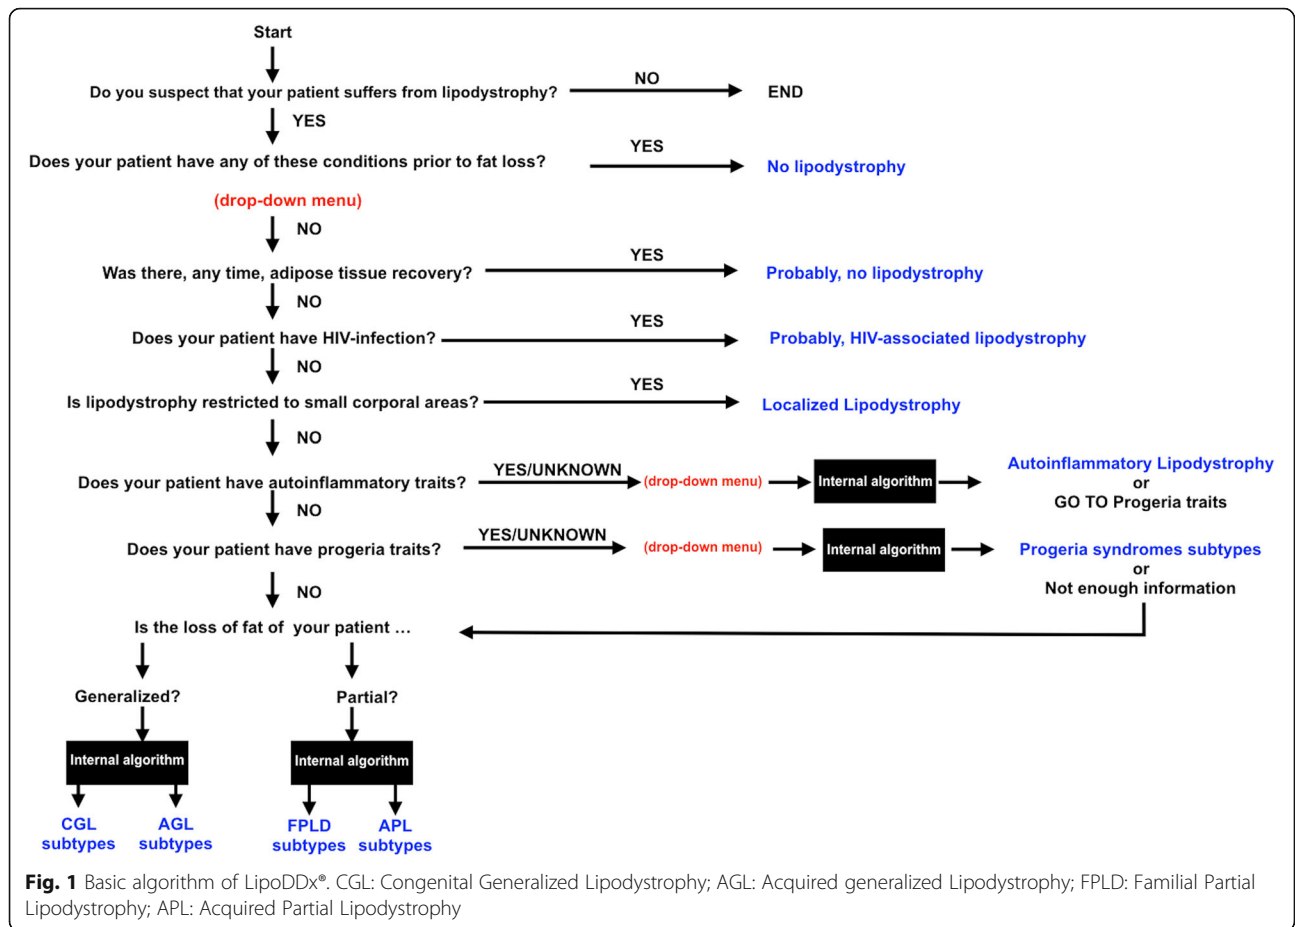 Start
Do you suspect that your patient suffers from lipodystrophy?
NO
END
YES
Does your patient have any of these conditions prior to fat loss?
YES
No lipodystrophy
(drop-down menu)
NO
Was there, any time, adipose tissue recovery?
YES
Probably, no lipodystrophy
NO
Does your patient have HIV-infection?
YES
Probably, HIV-associated lipodystrophy
NO
Is lipodystrophy restricted to small corporal areas?
YES
Localized Lipodystrophy
NO
Does your patient have autoinflammatory traits?
YES/UNKNOWN
(drop-down menu)
Internal algorithm
Autoinflammatory Lipodystrophy
or
GO TO Progeria traits
NO
Does your patient have progeria traits?
YES/UNKNOWN
(drop-down menu)
Internal algorithm
Progeria syndromes subtypes
or
Not enough information
NO
Is the loss of fat of your patient ...
Generalized?
Partial?
Internal algorithm
Internal algorithm
CGL
subtypes
AGL
subtypes
FPLD
subtypes
APL
subtypes
Fig. 1 Basic algorithm of LipoDDx®. CGL: Congenital Generalized Lipodystrophy; AGL: Acquired generalized Lipodystrophy; FPLD: Familial Partial
Lipodystrophy; APL: Acquired Partial Lipodystrophy